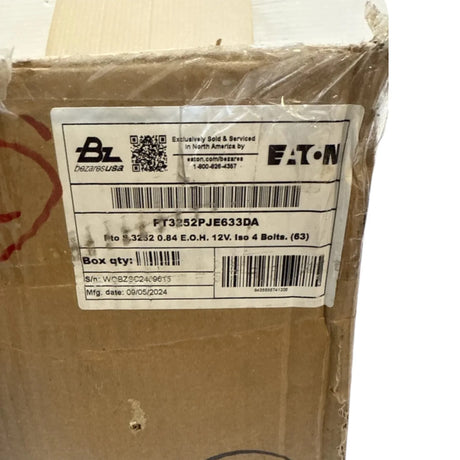 BZ
bezares usa
Exclusively Sold & Serviced
in North America by
eaton.com/bezares
1-800-826-4357
EATON
PT3252PJE633DA
Pto S.3252 0.84 E.O.H. 12V. Iso 4 Bolts. (63)
Box qty:
S/n:
Mfg. date: 09/05/2024